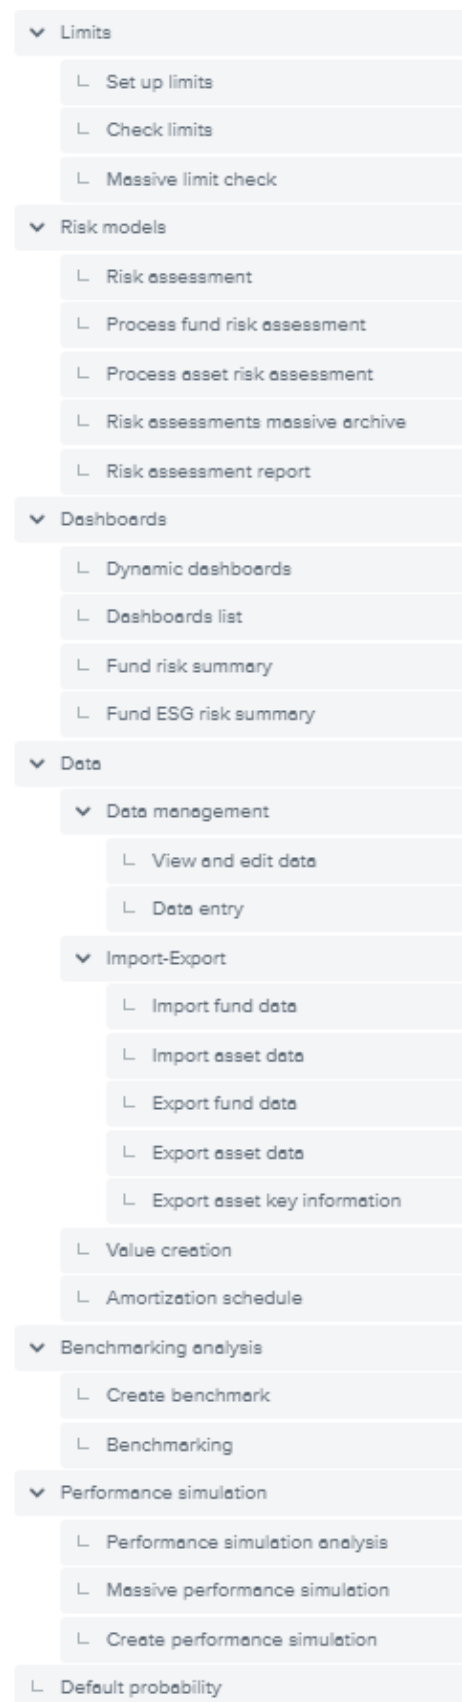 Limits
Set up limits
Check limits
Massive limit check
Risk models
Risk assessment
Process fund risk assessment
Process asset risk assessment
Risk assessments massive archive
Risk assessment report
Dashboards
Dynamic dashboards
Dashboards list
Fund risk summary
Fund ESG risk summary
Data
Data management
View and edit data
Data entry
Import-Export
Import fund data
Import asset data
Export fund data
Export asset data
Export asset key information
Value creation
Amortization schedule
Benchmarking analysis
Create benchmark
Benchmarking
Performance simulation
Performance simulation analysis
Massive performance simulation
Create performance simulation
Default probability